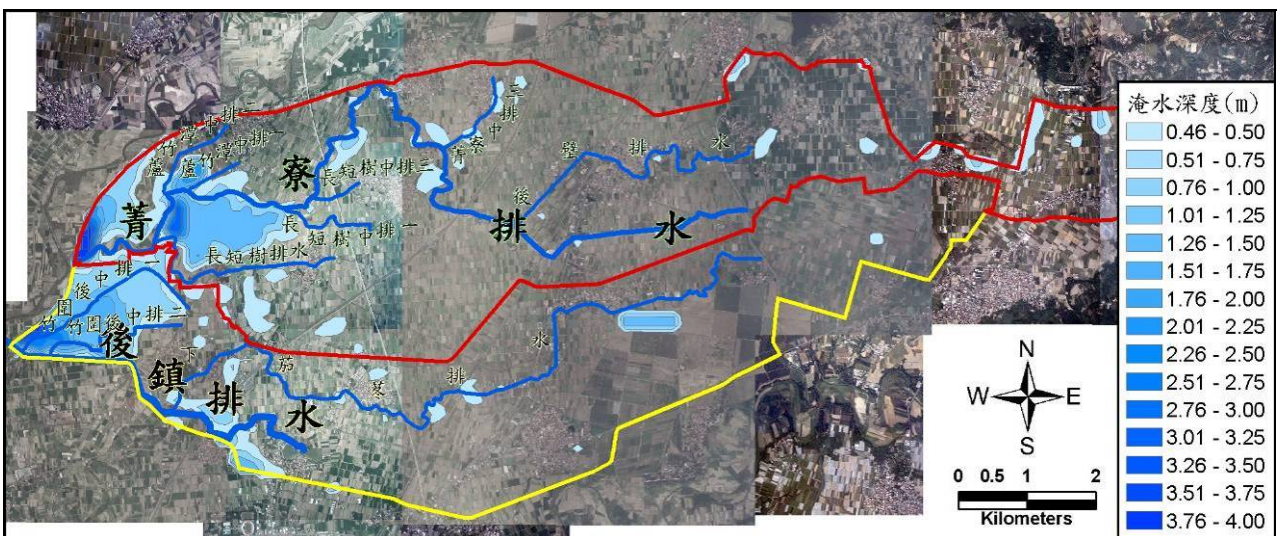 淹水深度(m)
0.46 - 0.50
0.51 - 0.75
0.76 - 1.00
1.01 - 1.25
1.26 - 1.50
1.51 - 1.75
1.76 - 2.00
2.01 - 2.25
2.26 - 2.50
2.51 - 2.75
2.76 - 3.00
3.01 - 3.25
3.26 - 3.50
3.51 - 3.75
3.76 - 4.00
菁寮排水
後鎮排水
蘆竹潭中排二
蘆竹潭中排一
長短樹中排三
長短樹中排一
長短樹排水
菁寮中排三
後壁排水
竹圍後中排一
竹圍後中排二
下茄苳排水
N
W
E
S
0 0.5 1 2
Kilometers